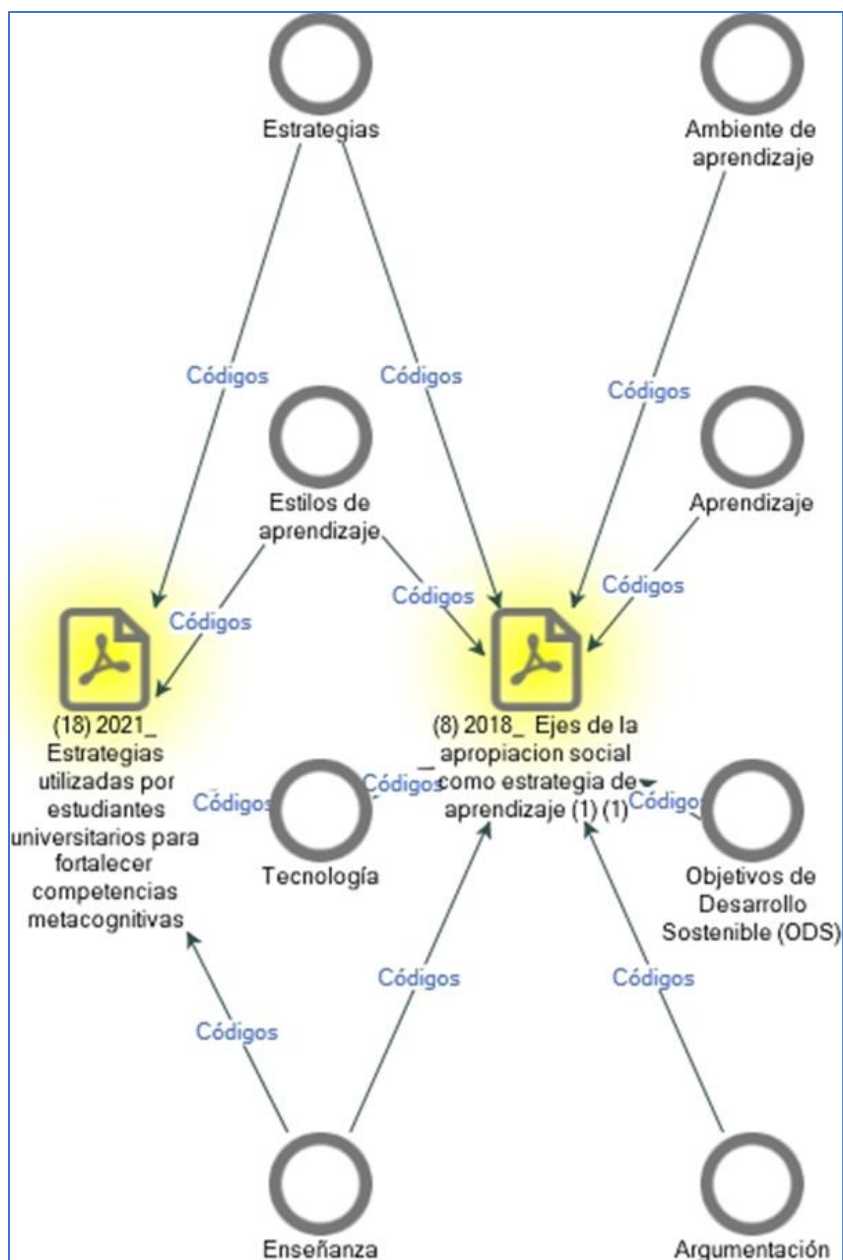 Estrategias
Ambiente de
aprendizaje
Códigos
Códigos
Códigos
Estilos de
aprendizaje
Aprendizaje
Códigos
Códigos
Códigos
(18) 2021_
Estrategias
utilizadas por
estudiantes
universitarios para
fortalecer
competencias
metacognitivas
(8) 2018_ Ejes de la
apropiacion social
como estrategia de
aprendizaje (1) (1)
Códigos
Códigos
Códigos
Tecnología
Objetivos de
Desarrollo
Sostenible (ODS)
Códigos
Códigos
Códigos
Enseñanza
Argumentación